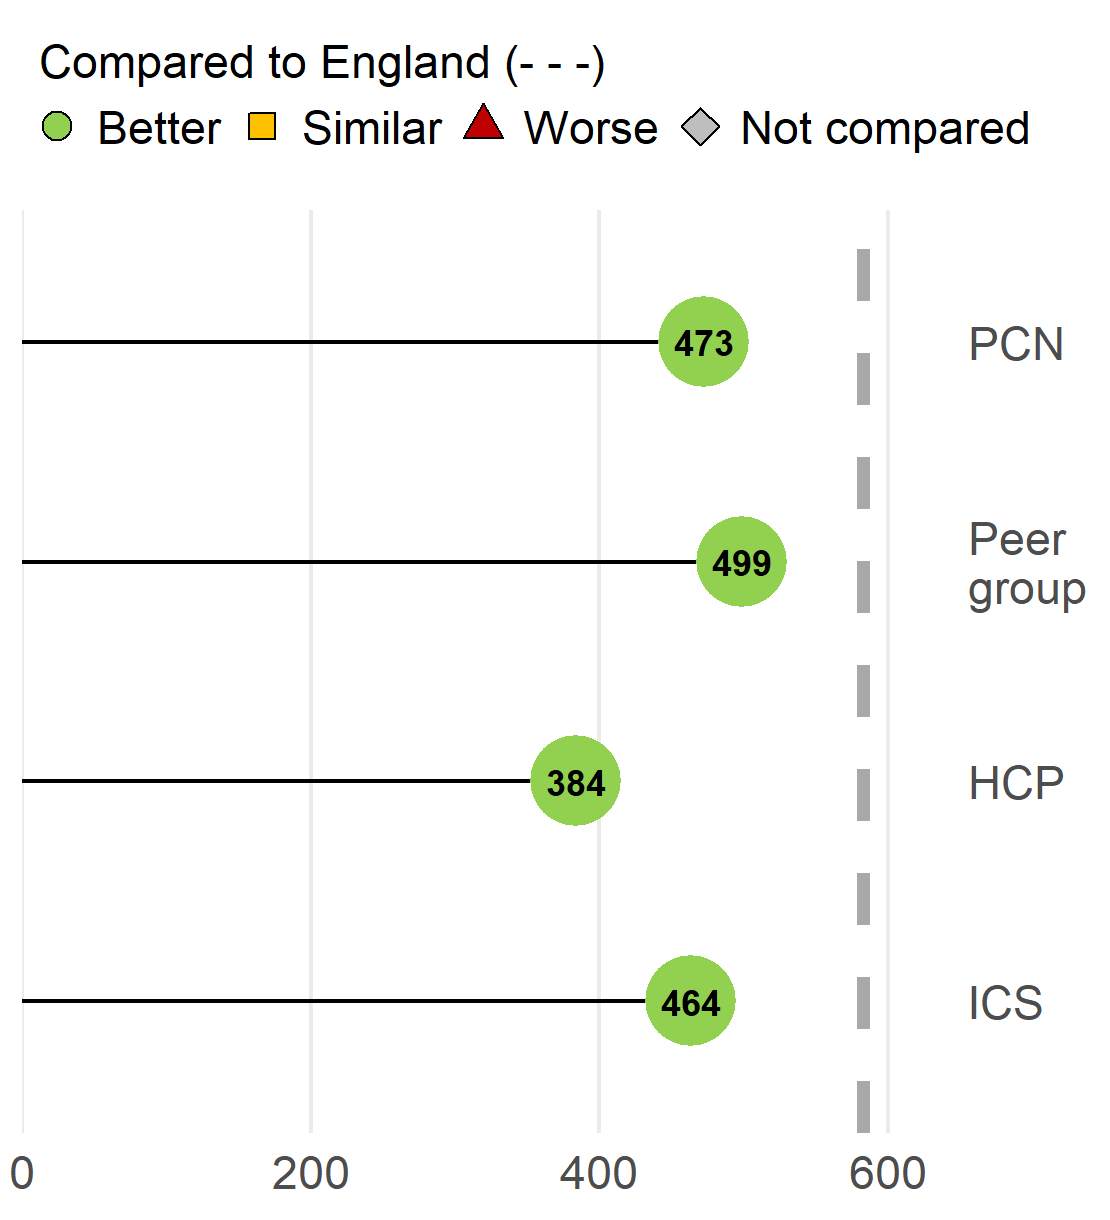 Compared to England (- - -)
Better Similar Worse Not compared
473 PCN
499 Peer
group
384 HCP
464 ICS
0 200 400 600